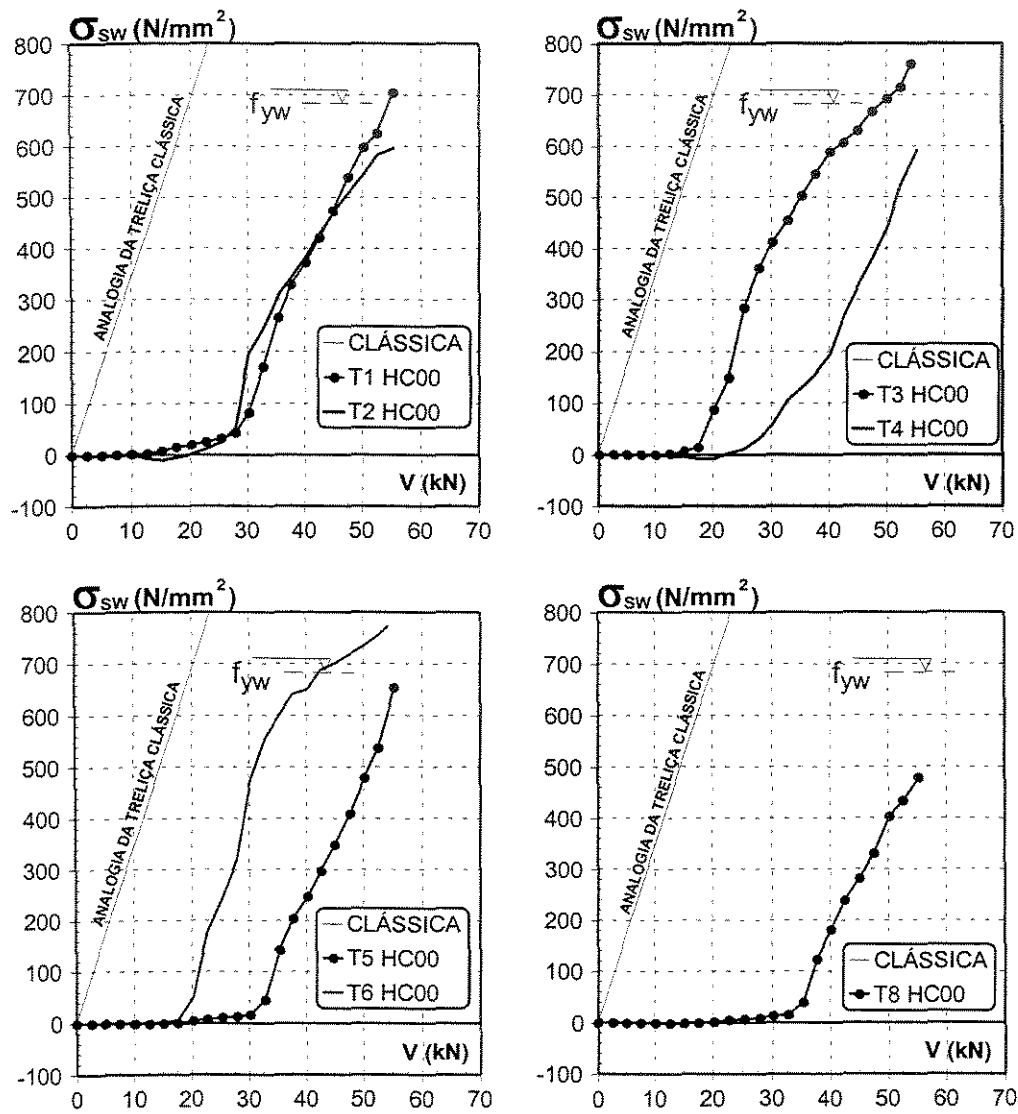 σsw (N/mm²)
800
700
600
500
400
300
200
100
0
-100
ANALOGIA DA TRELIÇA CLÁSSICA
fyw
CLÁSSICA
T1 HC00
T2 HC00
V (kN)
0 10 20 30 40 50 60 70
σsw (N/mm²)
800
700
600
500
400
300
200
100
0
-100
ANALOGIA DA TRELIÇA CLÁSSICA
fyw
CLÁSSICA
T3 HC00
T4 HC00
V (kN)
0 10 20 30 40 50 60 70
σsw (N/mm²)
800
700
600
500
400
300
200
100
0
-100
ANALOGIA DA TRELIÇA CLÁSSICA
fyw
CLÁSSICA
T5 HC00
T6 HC00
V (kN)
0 10 20 30 40 50 60 70
σsw (N/mm²)
800
700
600
500
400
300
200
100
0
-100
ANALOGIA DA TRELIÇA CLÁSSICA
fyw
CLÁSSICA
T8 HC00
V (kN)
0 10 20 30 40 50 60 70